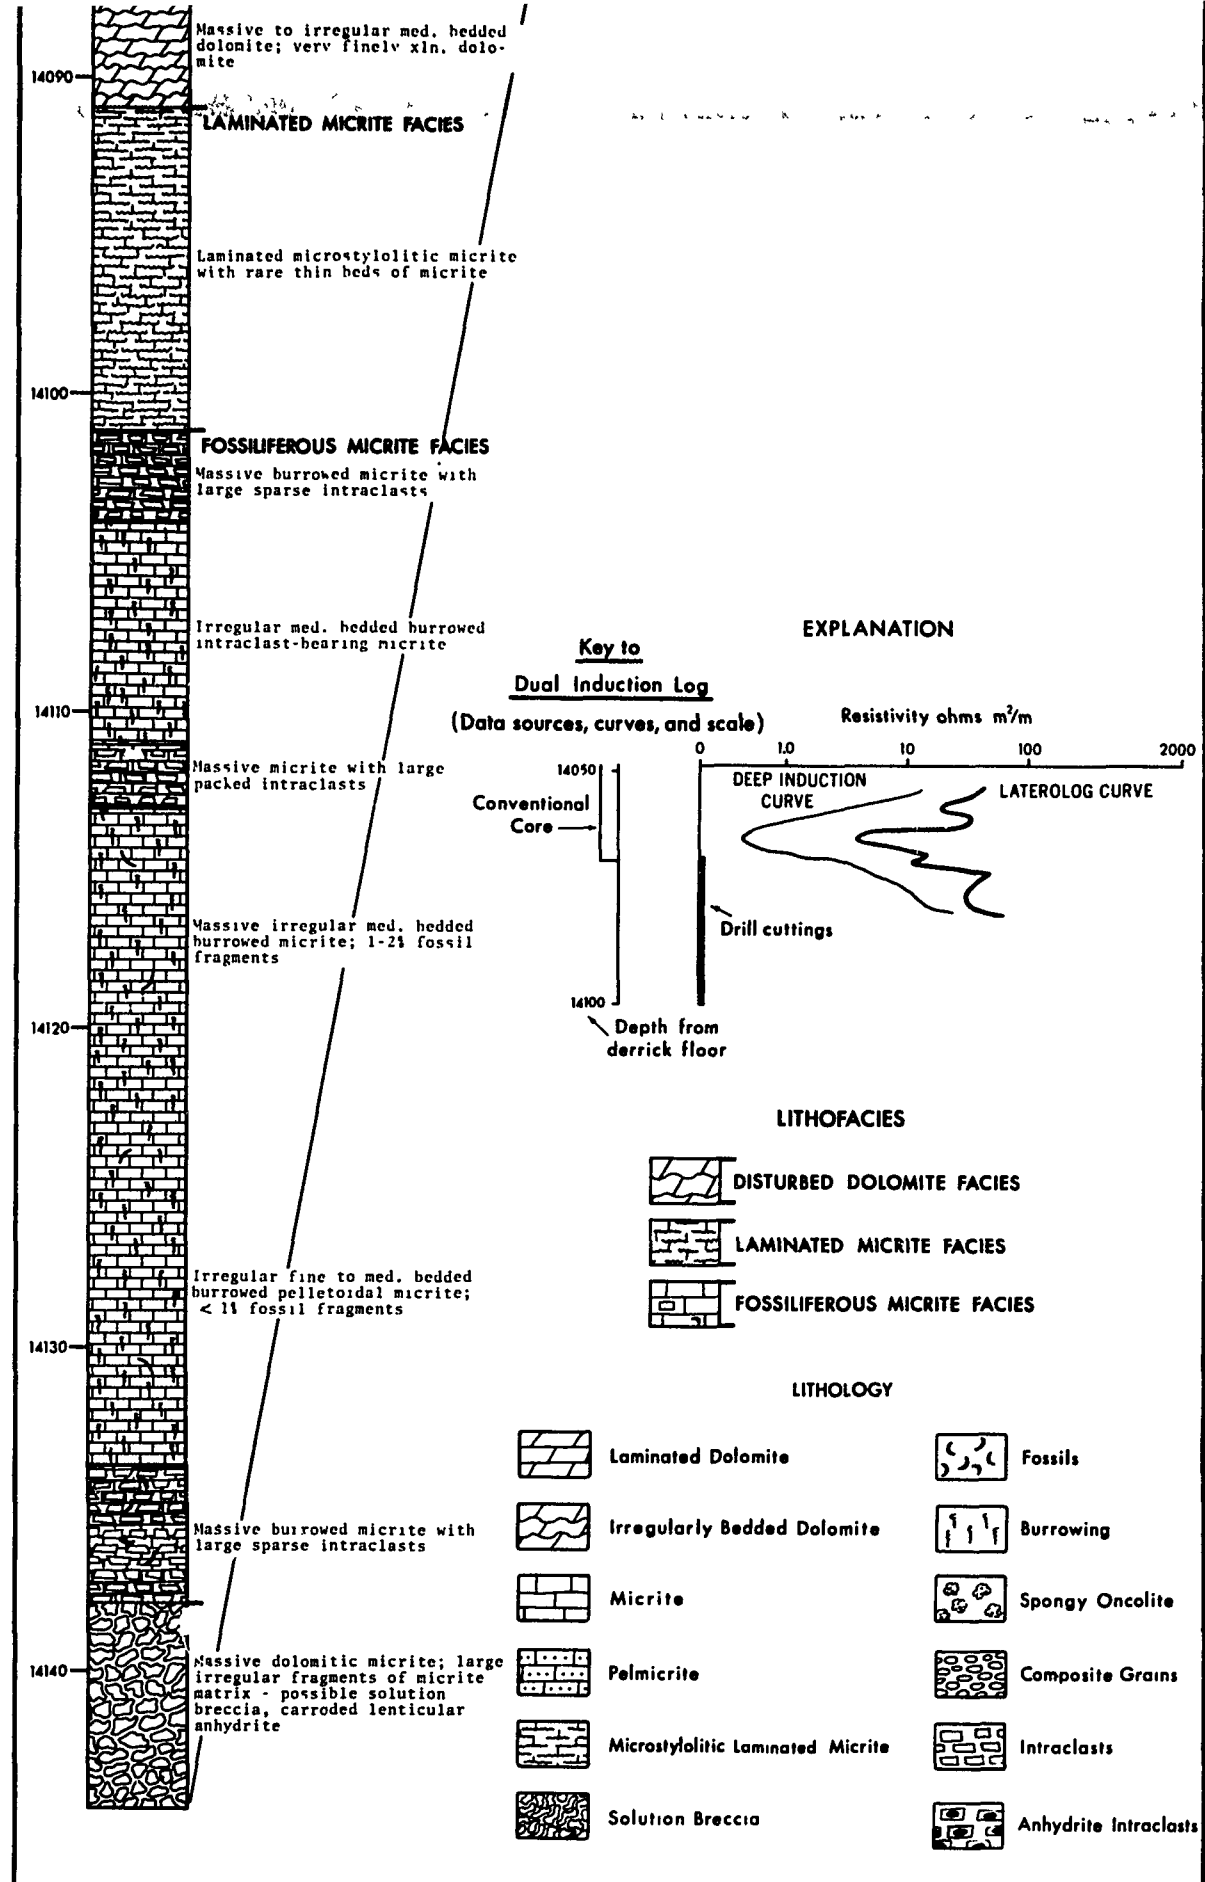 Massive to irregular med. bedded
dolomite; very finely xln. dolo-
mite
14090
LAMINATED MICRITE FACIES
Laminated microstylolitic micrite
with rare thin beds of micrite
14100
FOSSILIFEROUS MICRITE FACIES
Massive burrowed micrite with
large sparse intraclasts
Irregular med. bedded burrowed
intraclast-bearing micrite
14110
Massive micrite with large
packed intraclasts
Massive irregular med. bedded
burrowed micrite; 1-2% fossil
fragments
14120
Irregular fine to med. bedded
burrowed pelletoidal micrite;
< 1% fossil fragments
14130
Massive burrowed micrite with
large sparse intraclasts
14140
Massive dolomitic micrite; large
irregular fragments of micrite
matrix - possible solution
breccia, carroded lenticular
anhydrite
EXPLANATION
Key to
Dual Induction Log
(Data sources, curves, and scale)
Resistivity ohms m²/m
0 1.0 10 100 2000
14050
DEEP INDUCTION
CURVE
LATEROLOG CURVE
Conventional
Core
Drill cuttings
14100
Depth from
derrick floor
LITHOFACIES
DISTURBED DOLOMITE FACIES
LAMINATED MICRITE FACIES
FOSSILIFEROUS MICRITE FACIES
LITHOLOGY
Laminated Dolomite
Irregularly Bedded Dolomite
Micrite
Pelmicrite
Microstylolitic Laminated Micrite
Solution Breccia
Fossils
Burrowing
Spongy Oncolite
Composite Grains
Intraclasts
Anhydrite Intraclasts